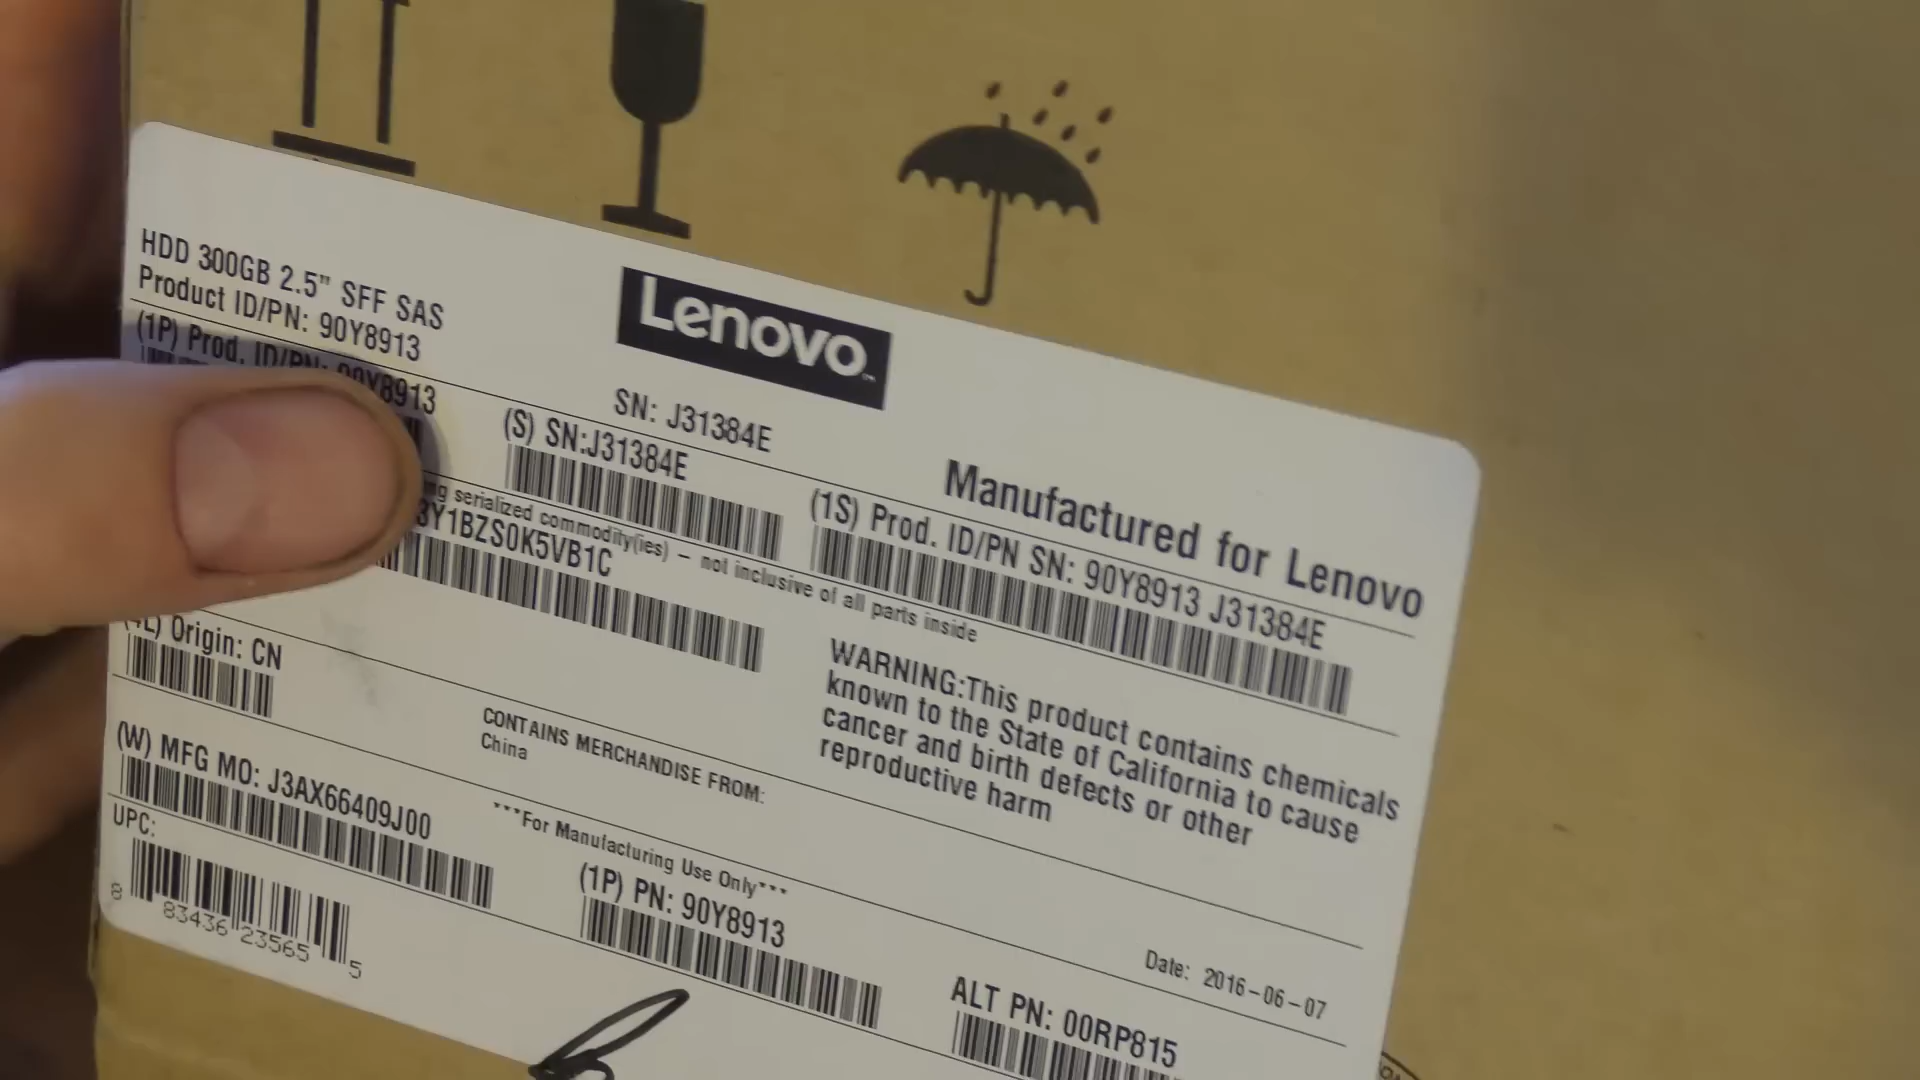 HDD 300GB 2.5" SFF SAS
Product ID/PN: 90Y8913
Lenovo™
SN: J31384E
Manufactured for Lenovo
(1P) Prod. ID/PN: 90Y8913
(S) SN:J31384E
(1S) Prod. ID/PN SN: 90Y8913 J31384E
serialized commodity(ies) – not inclusive of all parts inside
3Y1BZS0K5VB1C
(4L) Origin: CN
CONTAINS MERCHANDISE FROM:
China
WARNING:This product contains chemicals
known to the State of California to cause
cancer and birth defects or other
reproductive harm
(W) MFG MO: J3AX66409J00
***For Manufacturing Use Only***
UPC:
8 83436 23565 5
(1P) PN: 90Y8913
Date: 2016-06-07
ALT PN: 00RP815